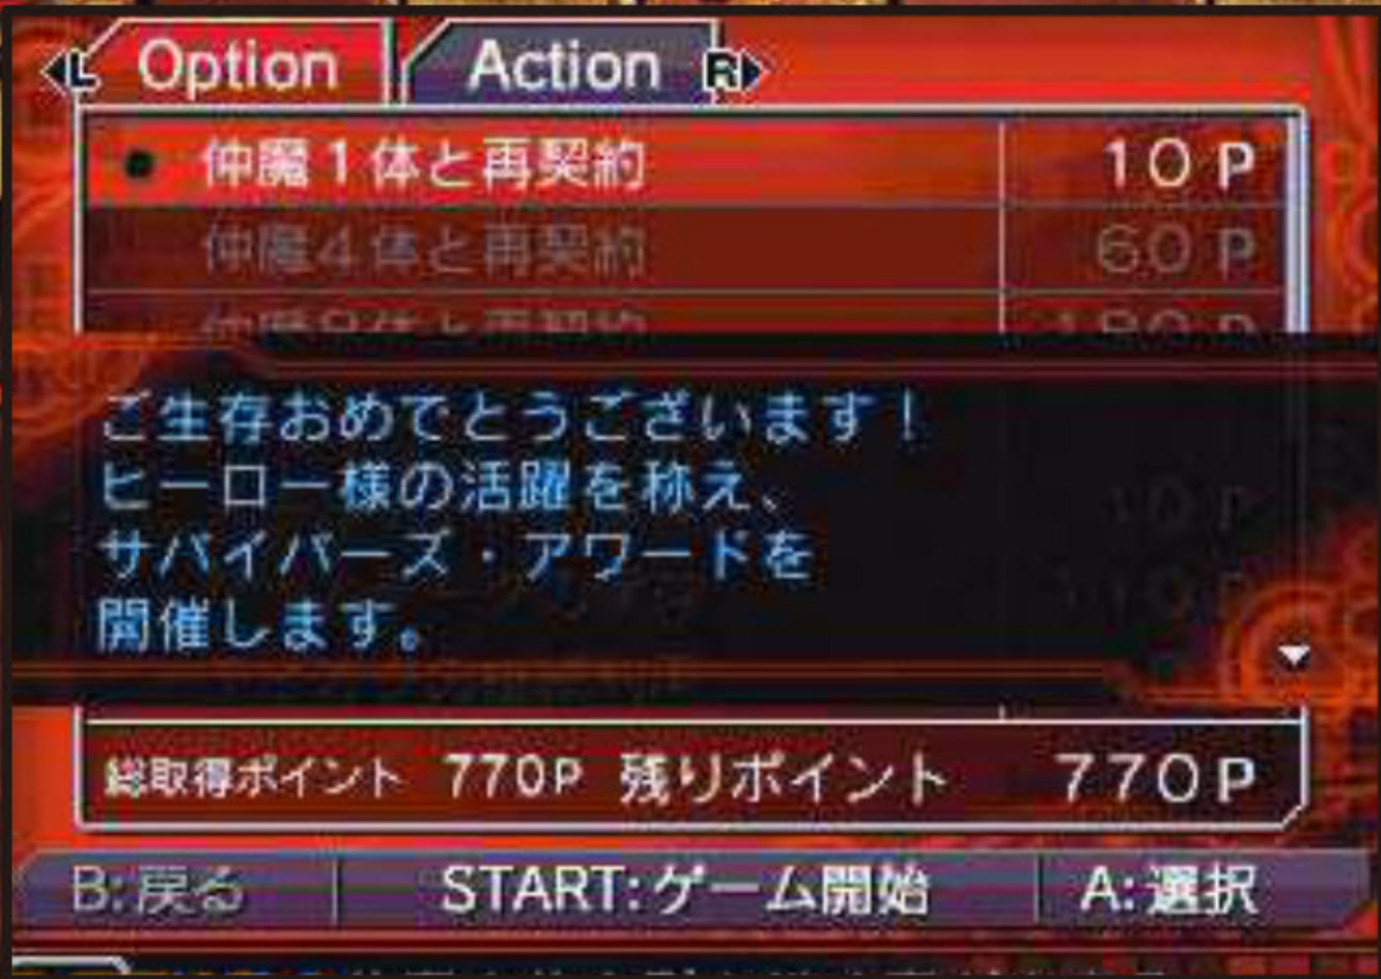 L Option Action R
仲魔1体と再契約 10 P
仲魔4体と再契約 60 P
ご生存おめでとうございます！
ヒーロー様の活躍を称え、
サバイバーズ・アワードを
開催します。
総取得ポイント 770P 残りポイント 770P
B:戻る START:ゲーム開始 A:選択